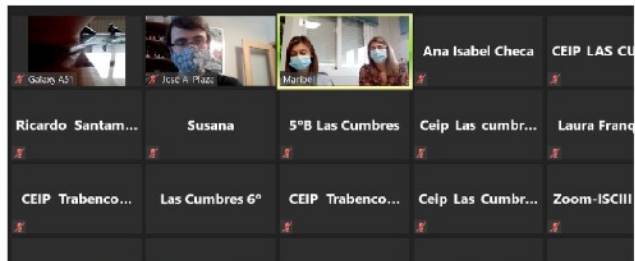 Galaxy A51
José A. Plaza
Maribel
Ana Isabel Checa
CEIP LAS CU
Ricardo Santam...
Susana
5ºB Las Cumbres
Ceip Las cumbr...
Laura Franq
CEIP Trabenco...
Las Cumbres 6º
CEIP Trabenco...
Ceip Las Cumbr...
Zoom-ISCIII